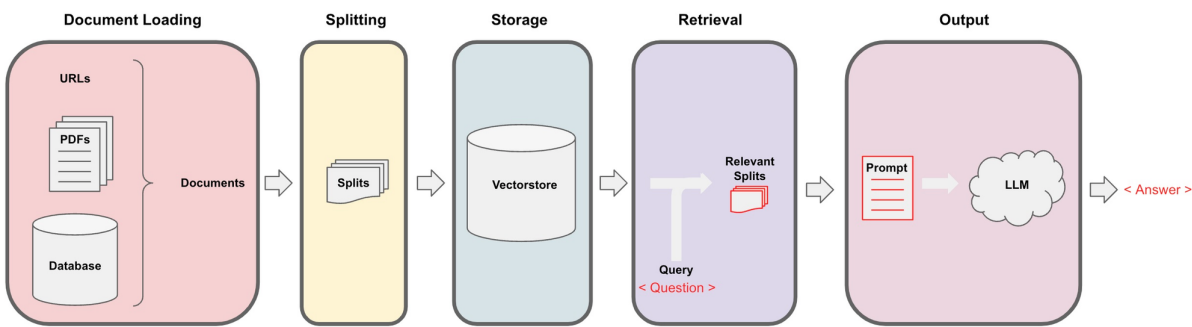 Document Loading
Splitting
Storage
Retrieval
Output
URLs
PDFs
Documents
Database
Splits
Vectorstore
Relevant
Splits
Query
< Question >
Prompt
LLM
< Answer >